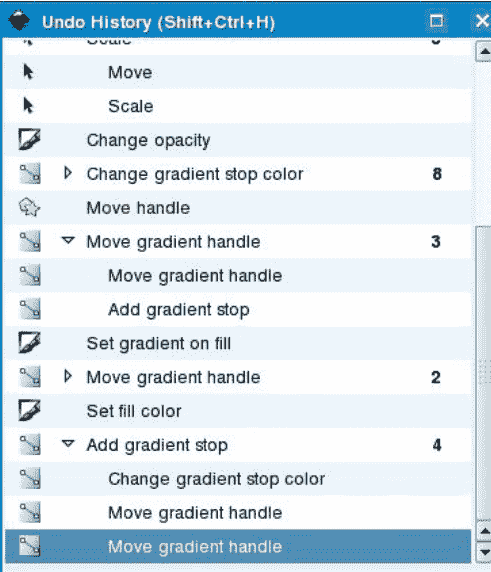 Undo History (Shift+Ctrl+H)
Scale
Move
Scale
Change opacity
Change gradient stop color 8
Move handle
Move gradient handle 3
Move gradient handle
Add gradient stop
Set gradient on fill
Move gradient handle 2
Set fill color
Add gradient stop 4
Change gradient stop color
Move gradient handle
Move gradient handle